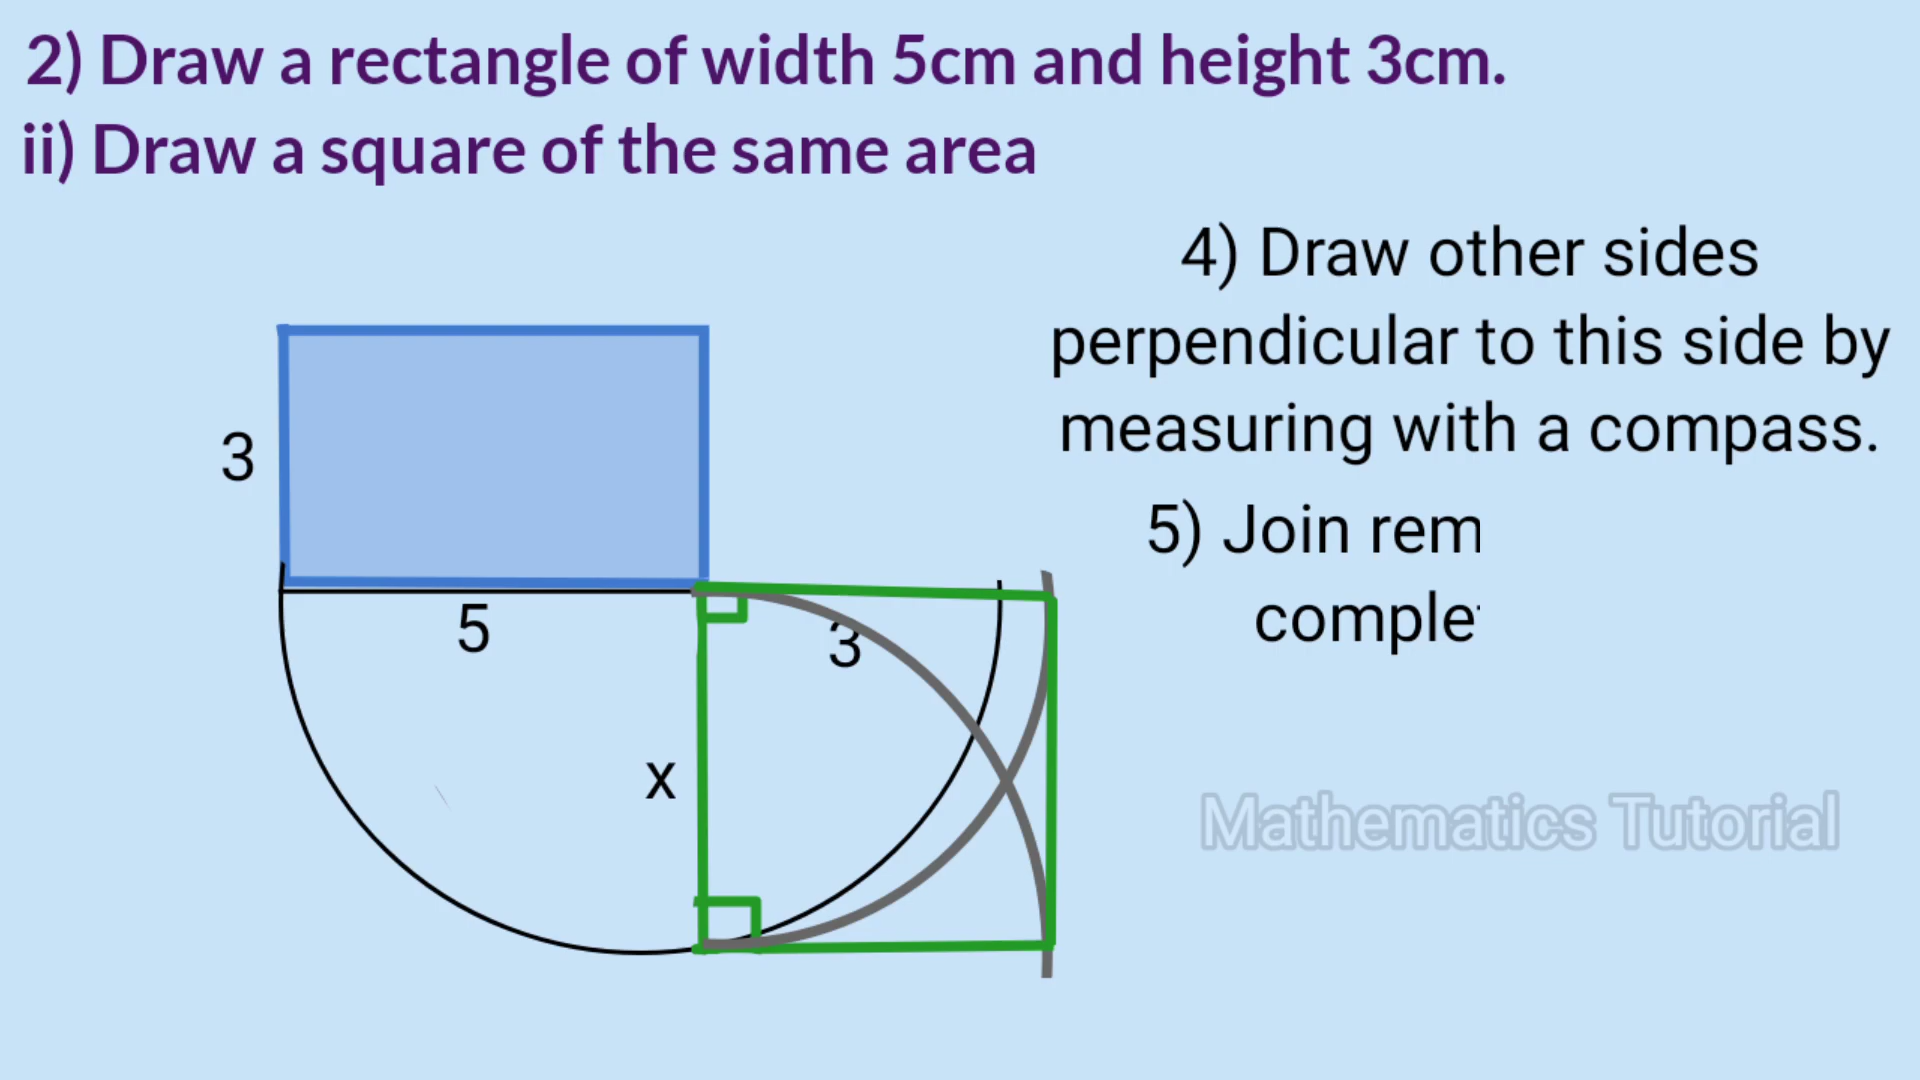 2) Draw a rectangle of width 5cm and height 3cm.
ii) Draw a square of the same area
4) Draw other sides
perpendicular to this side by
measuring with a compass.
5) Join rem
comple
3
5
3
x
Mathematics Tutorial